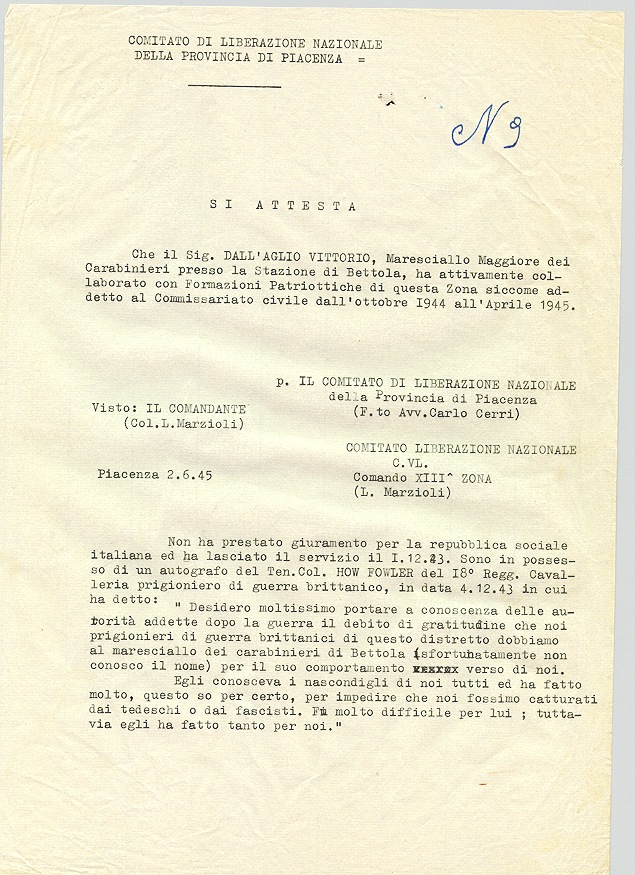 COMITATO DI LIBERAZIONE NAZIONALE
DELLA PROVINCIA DI PIACENZA =
N 9
SI ATTESTA
Che il Sig. DALL'AGLIO VITTORIO, Maresciallo Maggiore dei
Carabinieri presso la Stazione di Bettola, ha attivamente col-
laborato con Formazioni Patriottiche di questa Zona siccome ad-
detto al Commissariato civile dall'ottobre I944 all'Aprile 1945.
p. IL COMITATO DI LIBERAZIONE NAZIONALE
della Provincia di Piacenza
(F.to Avv.Carlo Cerri)
Visto: IL COMANDANTE
(Col.L.Marzioli)
COMITATO LIBERAZIONE NAZIONALE
C.VL.
Comando XIII^ ZONA
(L. Marzioli)
Piacenza 2.6.45
Non ha prestato giuramento per la repubblica sociale
italiana ed ha lasciato il servizio il I.12.43. Sono in posses-
so di un autografo del Ten.Col. HOW FOWLER del I8° Regg. Caval-
leria prigioniero di guerra brittanico, in data 4.12.43 in cui
ha detto:
" Desidero moltissimo portare a conoscenza delle au-
torità addette dopo la guerra il debito di gratitudine che noi
prigionieri di guerra brittanici di questo distretto dobbiamo
al maresciallo dei carabinieri di Bettola (sfortunatamente non
conosco il nome) per il suo comportamento verso di noi.
Egli conosceva i nascondigli di noi tutti ed ha fatto
molto, questo so per certo, per impedire che noi fossimo catturati
dai tedeschi o dai fascisti. Fu molto difficile per lui ; tutta-
via egli ha fatto tanto per noi."